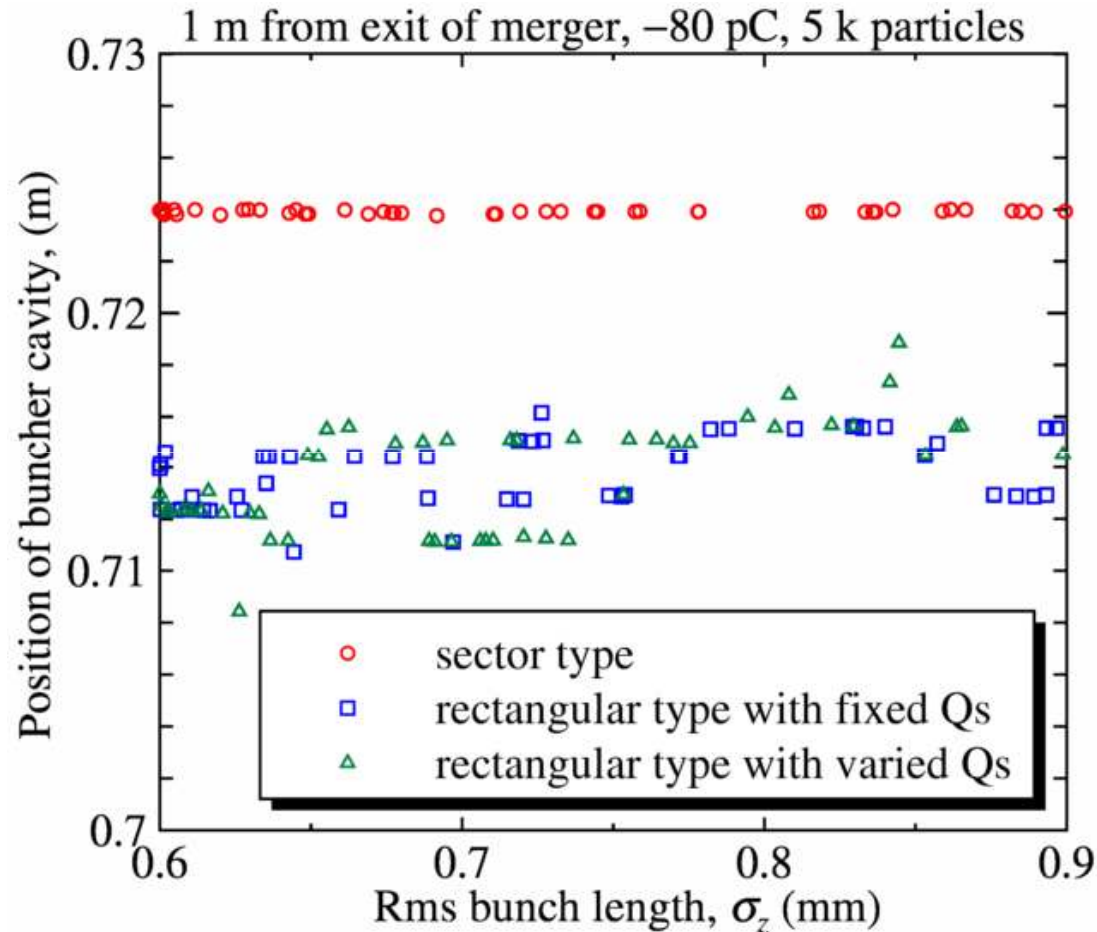 1 m from exit of merger, −80 pC, 5 k particles
0.73
0.72
0.71
0.7
Position of buncher cavity, (m)
sector type
rectangular type with fixed Qs
rectangular type with varied Qs
0.6 0.7 0.8 0.9
Rms bunch length, σz (mm)